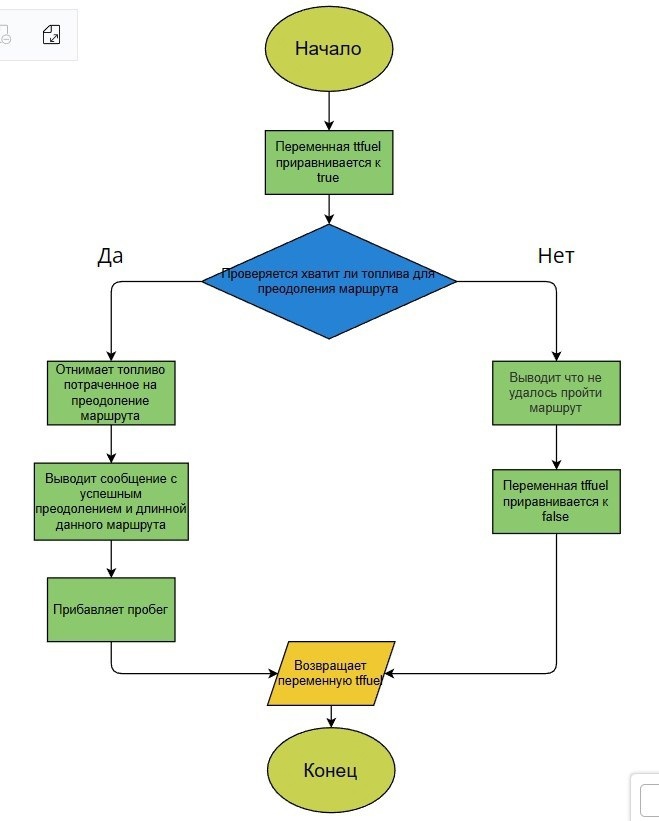 Начало
Переменная ttfuel
приравнивается к
true
Да
Нет
Проверяется хватит ли топлива для
преодоления маршрута
Отнимает топливо
потраченное на
преодоление
маршрута
Выводит что не
удалось пройти
маршрут
Выводит сообщение с
успешным
преодолением и длинной
данного маршрута
Переменная tffuel
приравнивается к
false
Прибавляет пробег
Возвращает
переменную tffuel
Конец